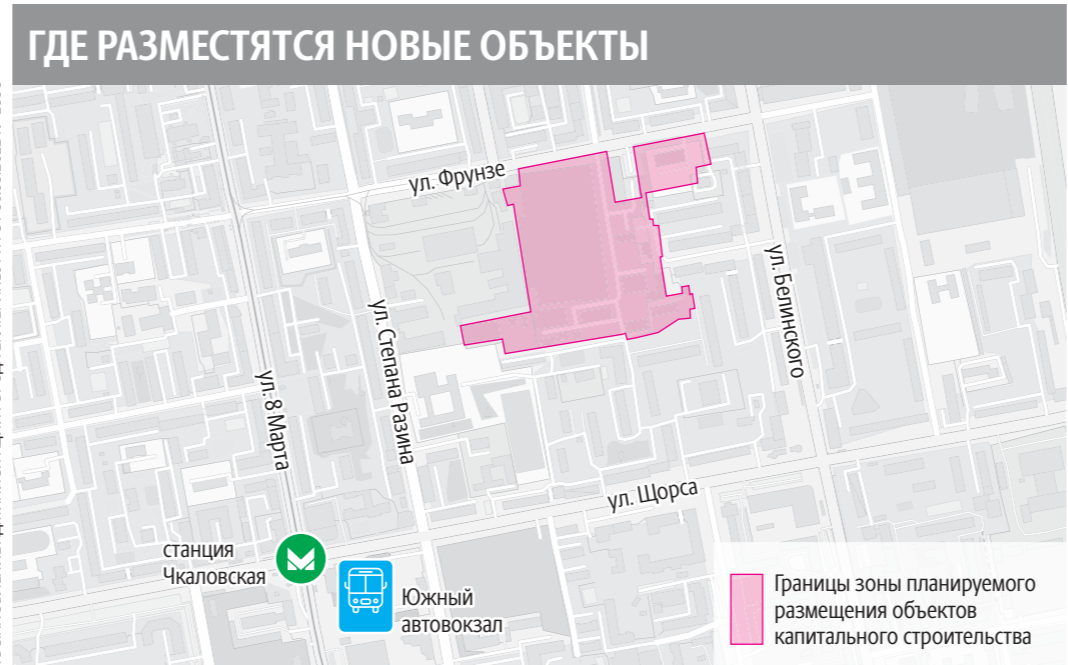 ГДЕ РАЗМЕСТЯТСЯ НОВЫЕ ОБЪЕКТЫ
ул. Фрунзе
ул. Белинского
ул. Степана Разина
ул. 8 Марта
ул. Щорса
станция
Чкаловская
Южный
автовокзал
Границы зоны планируемого
размещения объектов
капитального строительства